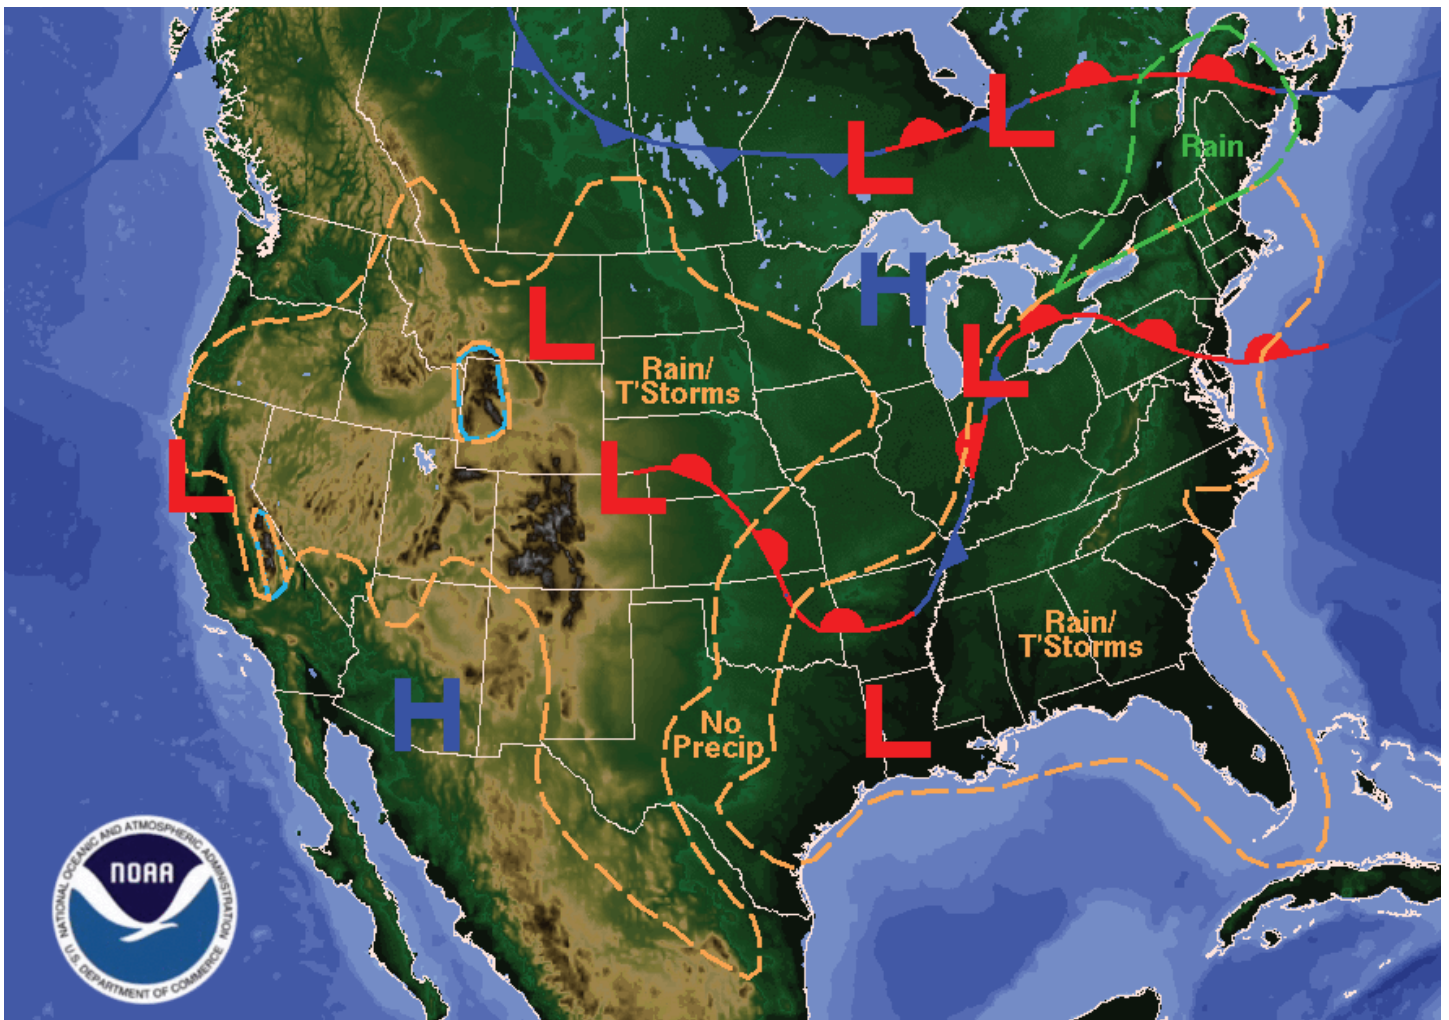 L
L
Rain
H
L
L
Rain/
T'Storms
L
L
Rain/
T'Storms
H
No
Precip
L
NATIONAL OCEANIC AND ATMOSPHERIC ADMINISTRATION
NOAA
U.S. DEPARTMENT OF COMMERCE